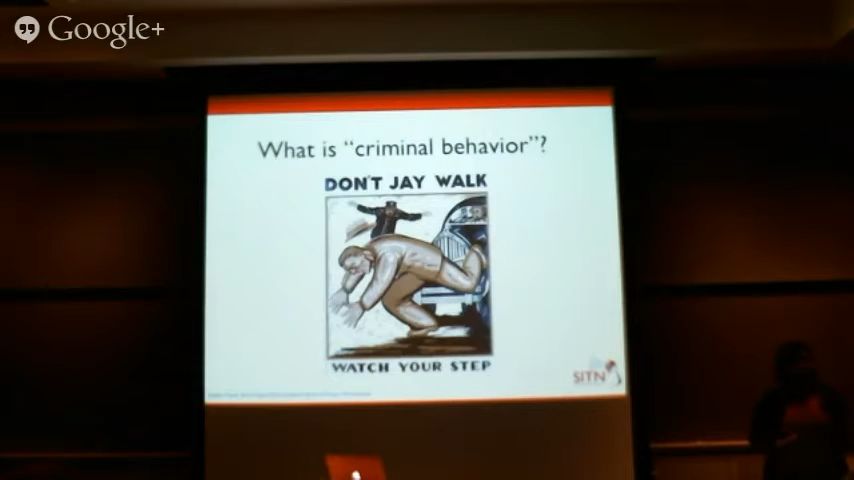 Google+
What is "criminal behavior"?
DON'T JAY WALK
WATCH YOUR STEP
SITN